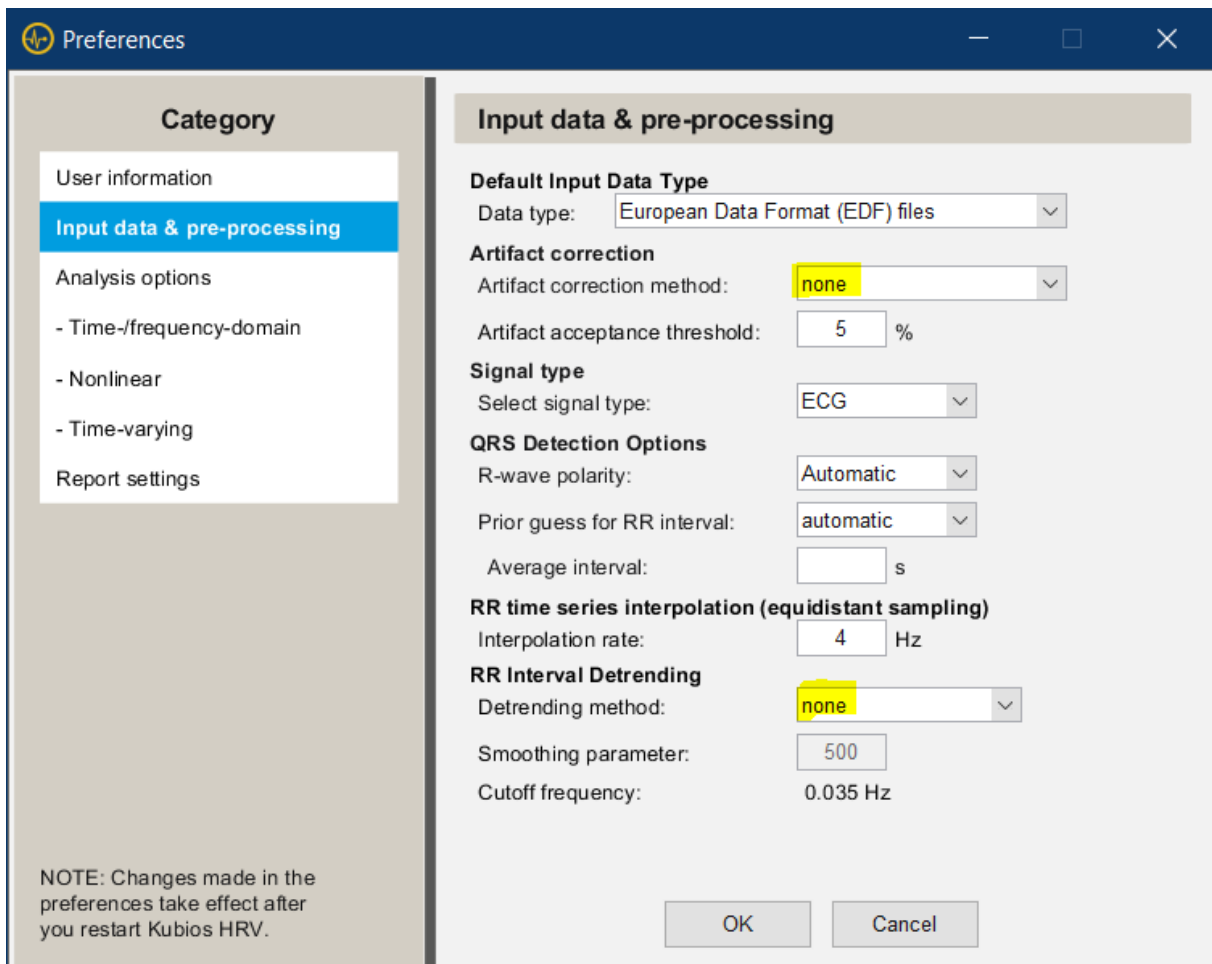 Preferences
Category
User information
Input data & pre-processing
Analysis options
- Time-/frequency-domain
- Nonlinear
- Time-varying
Report settings
NOTE: Changes made in the
preferences take effect after
you restart Kubios HRV.
Input data & pre-processing
Default Input Data Type
Data type: European Data Format (EDF) files
Artifact correction
Artifact correction method: none
Artifact acceptance threshold: 5 %
Signal type
Select signal type: ECG
QRS Detection Options
R-wave polarity: Automatic
Prior guess for RR interval: automatic
Average interval: s
RR time series interpolation (equidistant sampling)
Interpolation rate: 4 Hz
RR Interval Detrending
Detrending method: none
Smoothing parameter: 500
Cutoff frequency: 0.035 Hz
OK Cancel